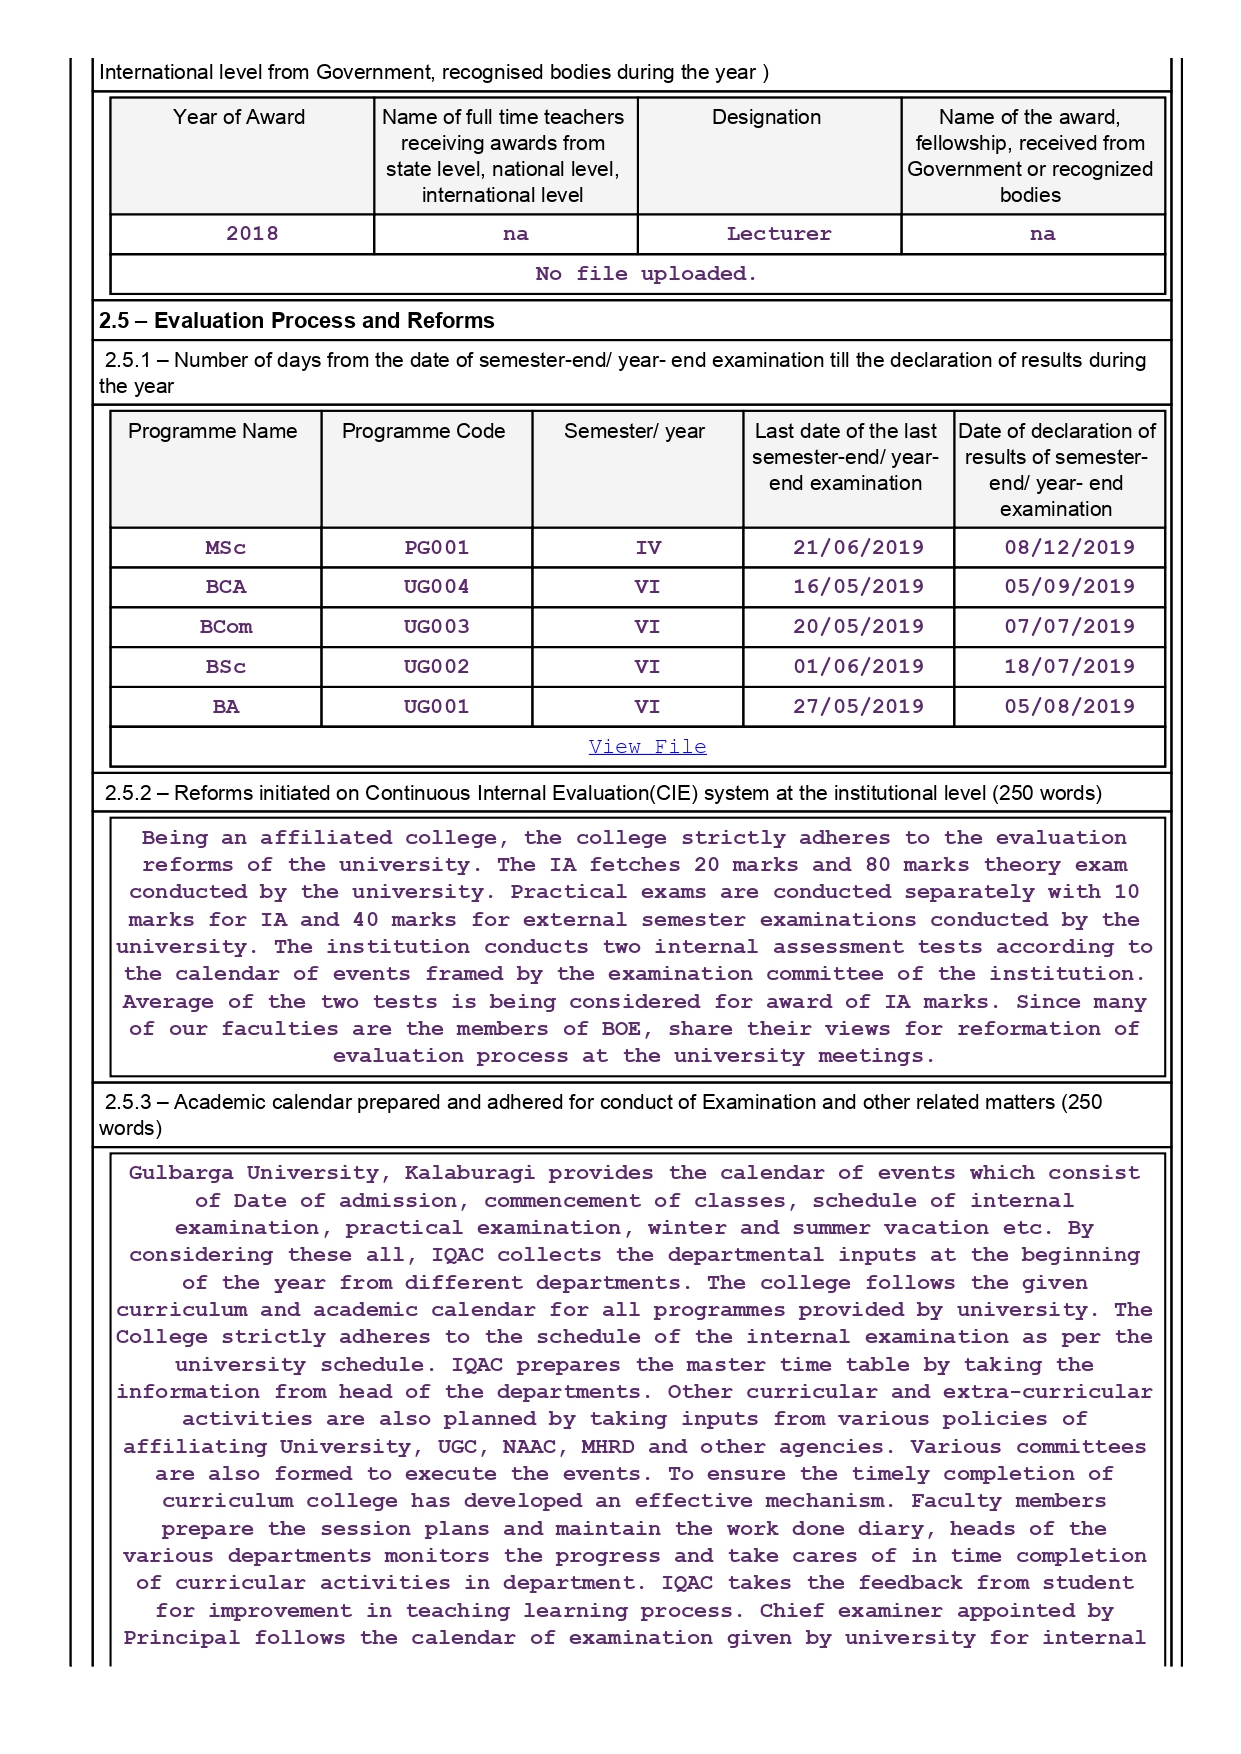 International level from Government, recognised bodies during the year )
Year of Award
Name of full time teachers
receiving awards from
state level, national level,
international level
Designation
Name of the award,
fellowship, received from
Government or recognized
bodies
2018 na Lecturer na
No file uploaded.
2.5 – Evaluation Process and Reforms
2.5.1 – Number of days from the date of semester-end/ year- end examination till the declaration of results during
the year
Programme Name
Programme Code
Semester/ year
Last date of the last
semester-end/ year-
end examination
Date of declaration of
results of semester-
end/ year- end
examination
MSc PG001 IV 21/06/2019 08/12/2019
BCA UG004 VI 16/05/2019 05/09/2019
BCom UG003 VI 20/05/2019 07/07/2019
BSc UG002 VI 01/06/2019 18/07/2019
BA UG001 VI 27/05/2019 05/08/2019
View File
2.5.2 – Reforms initiated on Continuous Internal Evaluation(CIE) system at the institutional level (250 words)
Being an affiliated college, the college strictly adheres to the evaluation
reforms of the university. The IA fetches 20 marks and 80 marks theory exam
conducted by the university. Practical exams are conducted separately with 10
marks for IA and 40 marks for external semester examinations conducted by the
university. The institution conducts two internal assessment tests according to
the calendar of events framed by the examination committee of the institution.
Average of the two tests is being considered for award of IA marks. Since many
of our faculties are the members of BOE, share their views for reformation of
evaluation process at the university meetings.
2.5.3 – Academic calendar prepared and adhered for conduct of Examination and other related matters (250
words)
Gulbarga University, Kalaburagi provides the calendar of events which consist
of Date of admission, commencement of classes, schedule of internal
examination, practical examination, winter and summer vacation etc. By
considering these all, IQAC collects the departmental inputs at the beginning
of the year from different departments. The college follows the given
curriculum and academic calendar for all programmes provided by university. The
College strictly adheres to the schedule of the internal examination as per the
university schedule. IQAC prepares the master time table by taking the
information from head of the departments. Other curricular and extra-curricular
activities are also planned by taking inputs from various policies of
affiliating University, UGC, NAAC, MHRD and other agencies. Various committees
are also formed to execute the events. To ensure the timely completion of
curriculum college has developed an effective mechanism. Faculty members
prepare the session plans and maintain the work done diary, heads of the
various departments monitors the progress and take cares of in time completion
of curricular activities in department. IQAC takes the feedback from student
for improvement in teaching learning process. Chief examiner appointed by
Principal follows the calendar of examination given by university for internal